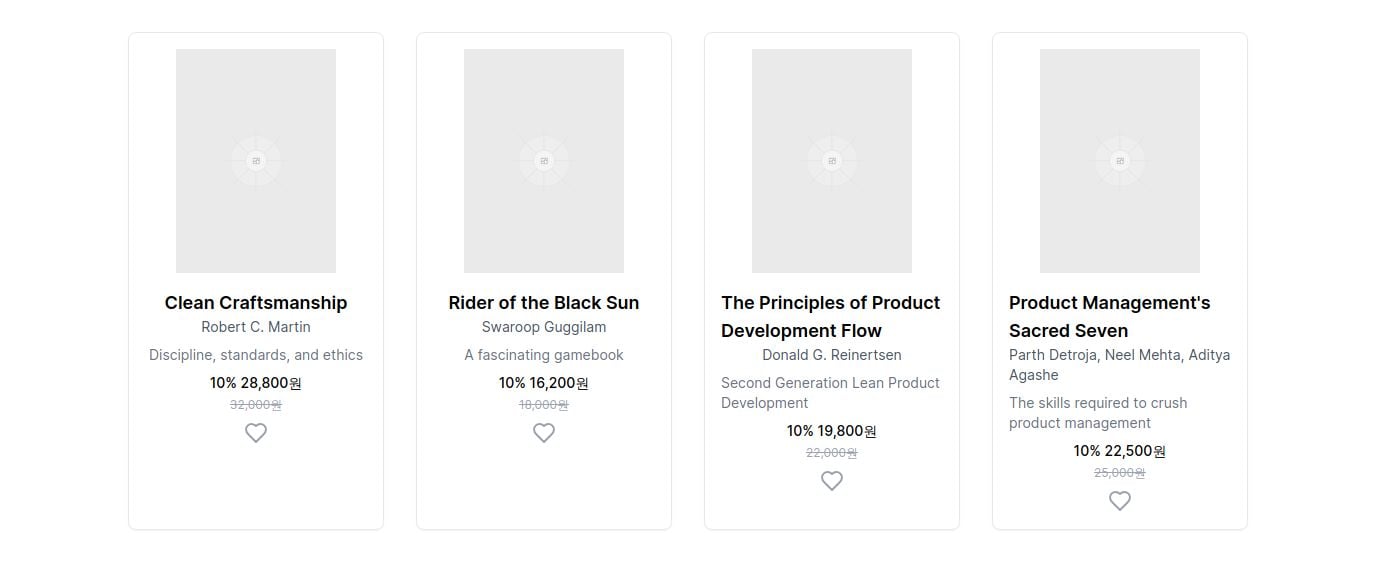 Clean Craftsmanship
Robert C. Martin
Discipline, standards, and ethics
10% 28,800원
32,000원
Rider of the Black Sun
Swaroop Guggilam
A fascinating gamebook
10% 16,200원
18,000원
The Principles of Product
Development Flow
Donald G. Reinertsen
Second Generation Lean Product
Development
10% 19,800원
22,000원
Product Management's
Sacred Seven
Parth Detroja, Neel Mehta, Aditya
Agashe
The skills required to crush
product management
10% 22,500원
25,000원